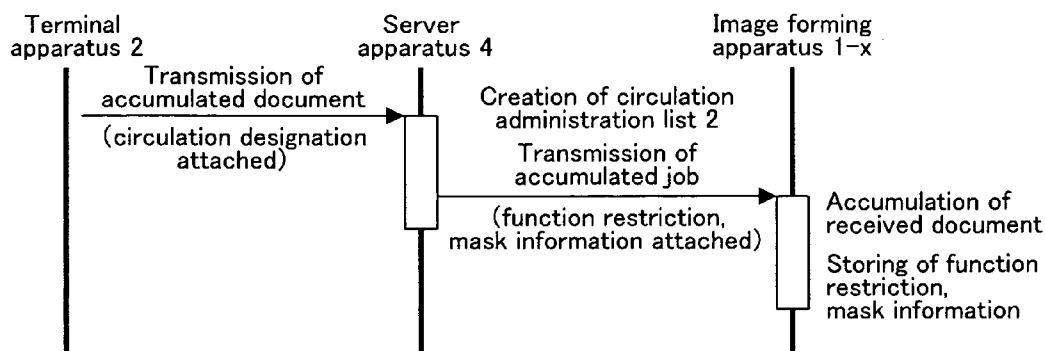 Terminal
apparatus 2
Server
apparatus 4
Image forming
apparatus 1-x
Transmission of
accumulated document
(circulation designation
attached)
Creation of circulation
administration list 2
Transmission of
accumulated job
(function restriction,
mask information attached)
Accumulation of
received document
Storing of function
restriction,
mask information